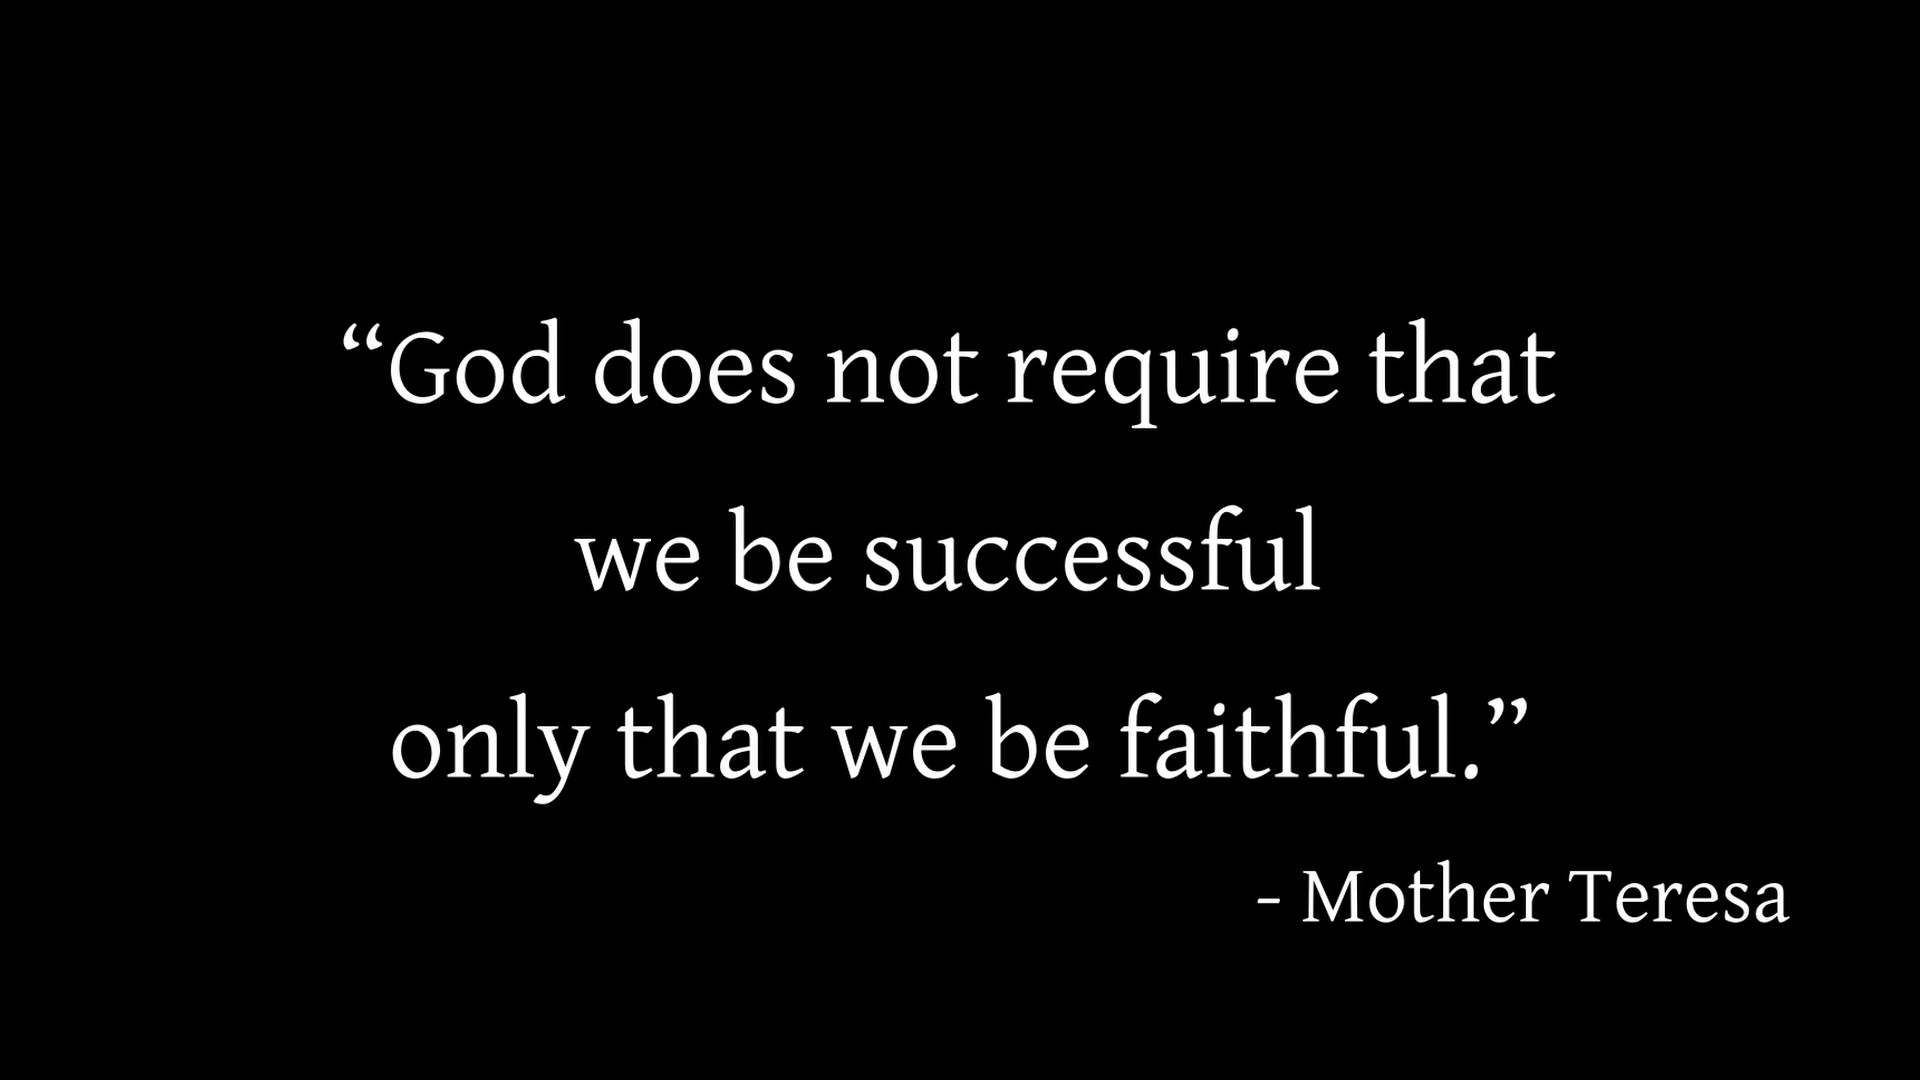 “God does not require that
we be successful
only that we be faithful.”
- Mother Teresa